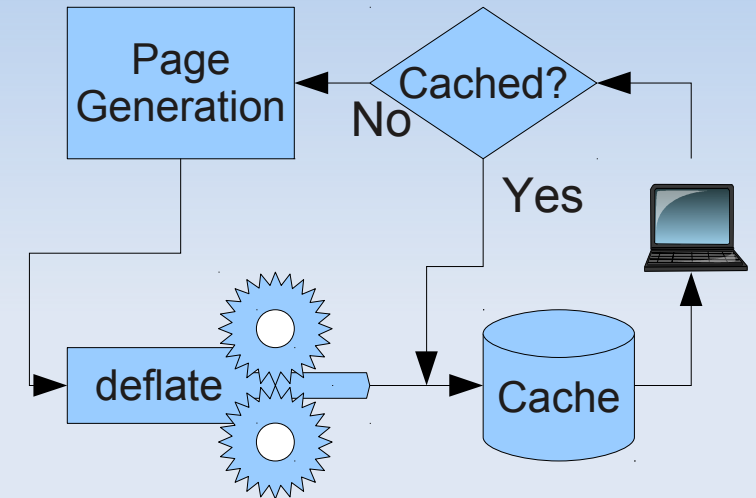 Page
Generation
Cached?
No
Yes
deflate
Cache